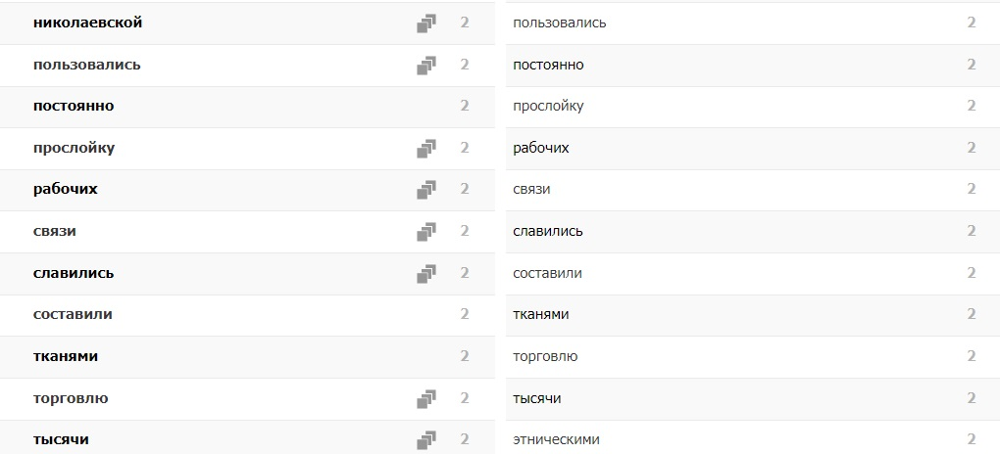 николаевской 2
пользовались 2
постоянно 2
прослойку 2
рабочих 2
связи 2
славились 2
составили 2
тканями 2
торговлю 2
тысячи 2
пользовались 2
постоянно 2
прослойку 2
рабочих 2
связи 2
славились 2
составили 2
тканями 2
торговлю 2
тысячи 2
этническими 2